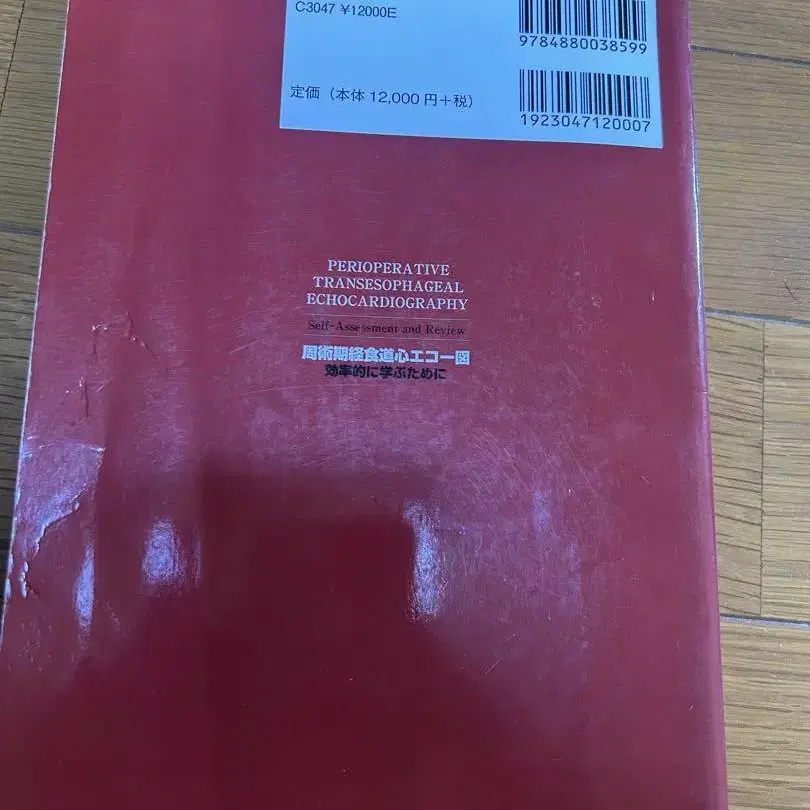 C3047 ¥12000E
9784880038599
定価（本体 12,000 円＋税）
1923047120007
PERIOPERATIVE
TRANSESOPHAGEAL
ECHOCARDIOGRAPHY
Self-Assessment and Review
周術期経食道心エコー図
効率的に学ぶために